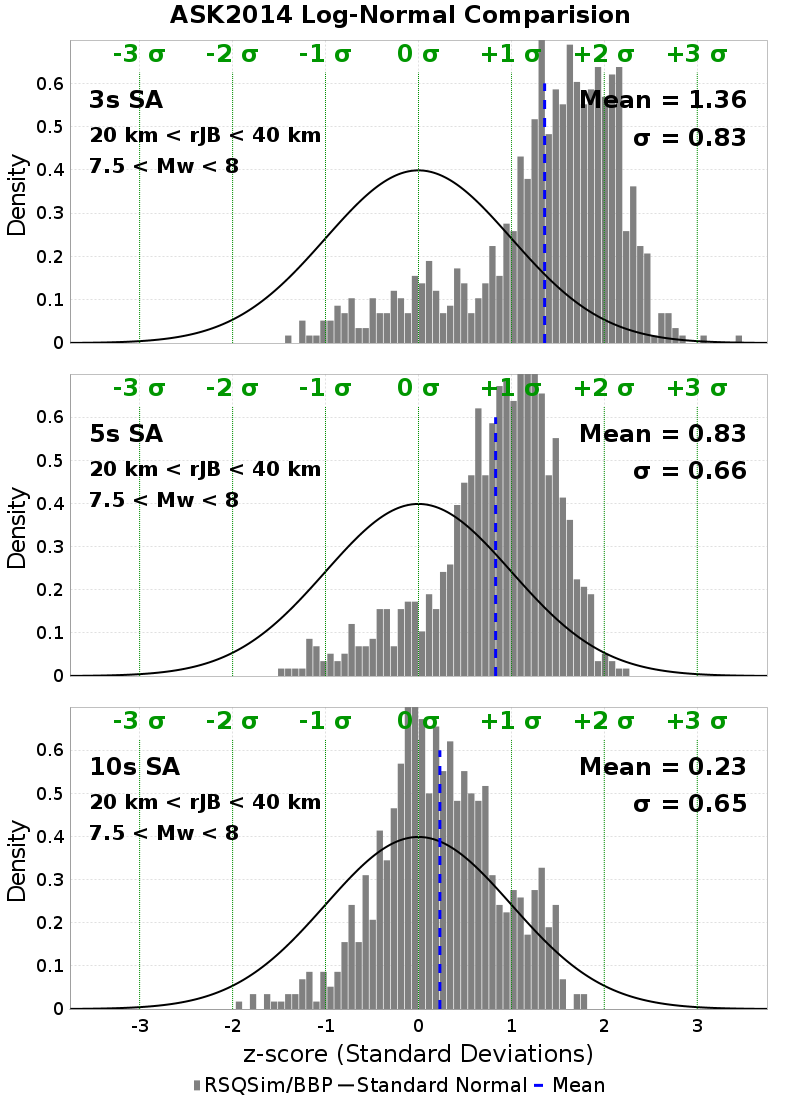 ASK2014 Log-Normal Comparision
-3 σ -2 σ -1 σ 0 σ +1 σ +2 σ +3 σ
0.6
3s SA
Mean = 1.36
0.5
20 km < rJB < 40 km
σ = 0.83
7.5 < Mw < 8
0.4
Density
0.3
0.2
0.1
0
-3 σ -2 σ -1 σ 0 σ +1 σ +2 σ +3 σ
0.6
5s SA
Mean = 0.83
0.5
20 km < rJB < 40 km
σ = 0.66
7.5 < Mw < 8
0.4
Density
0.3
0.2
0.1
0
-3 σ -2 σ -1 σ 0 σ +1 σ +2 σ +3 σ
0.6
10s SA
Mean = 0.23
0.5
20 km < rJB < 40 km
σ = 0.65
7.5 < Mw < 8
0.4
Density
0.3
0.2
0.1
0
-3 -2 -1 0 1 2 3
z-score (Standard Deviations)
RSQSim/BBP Standard Normal Mean